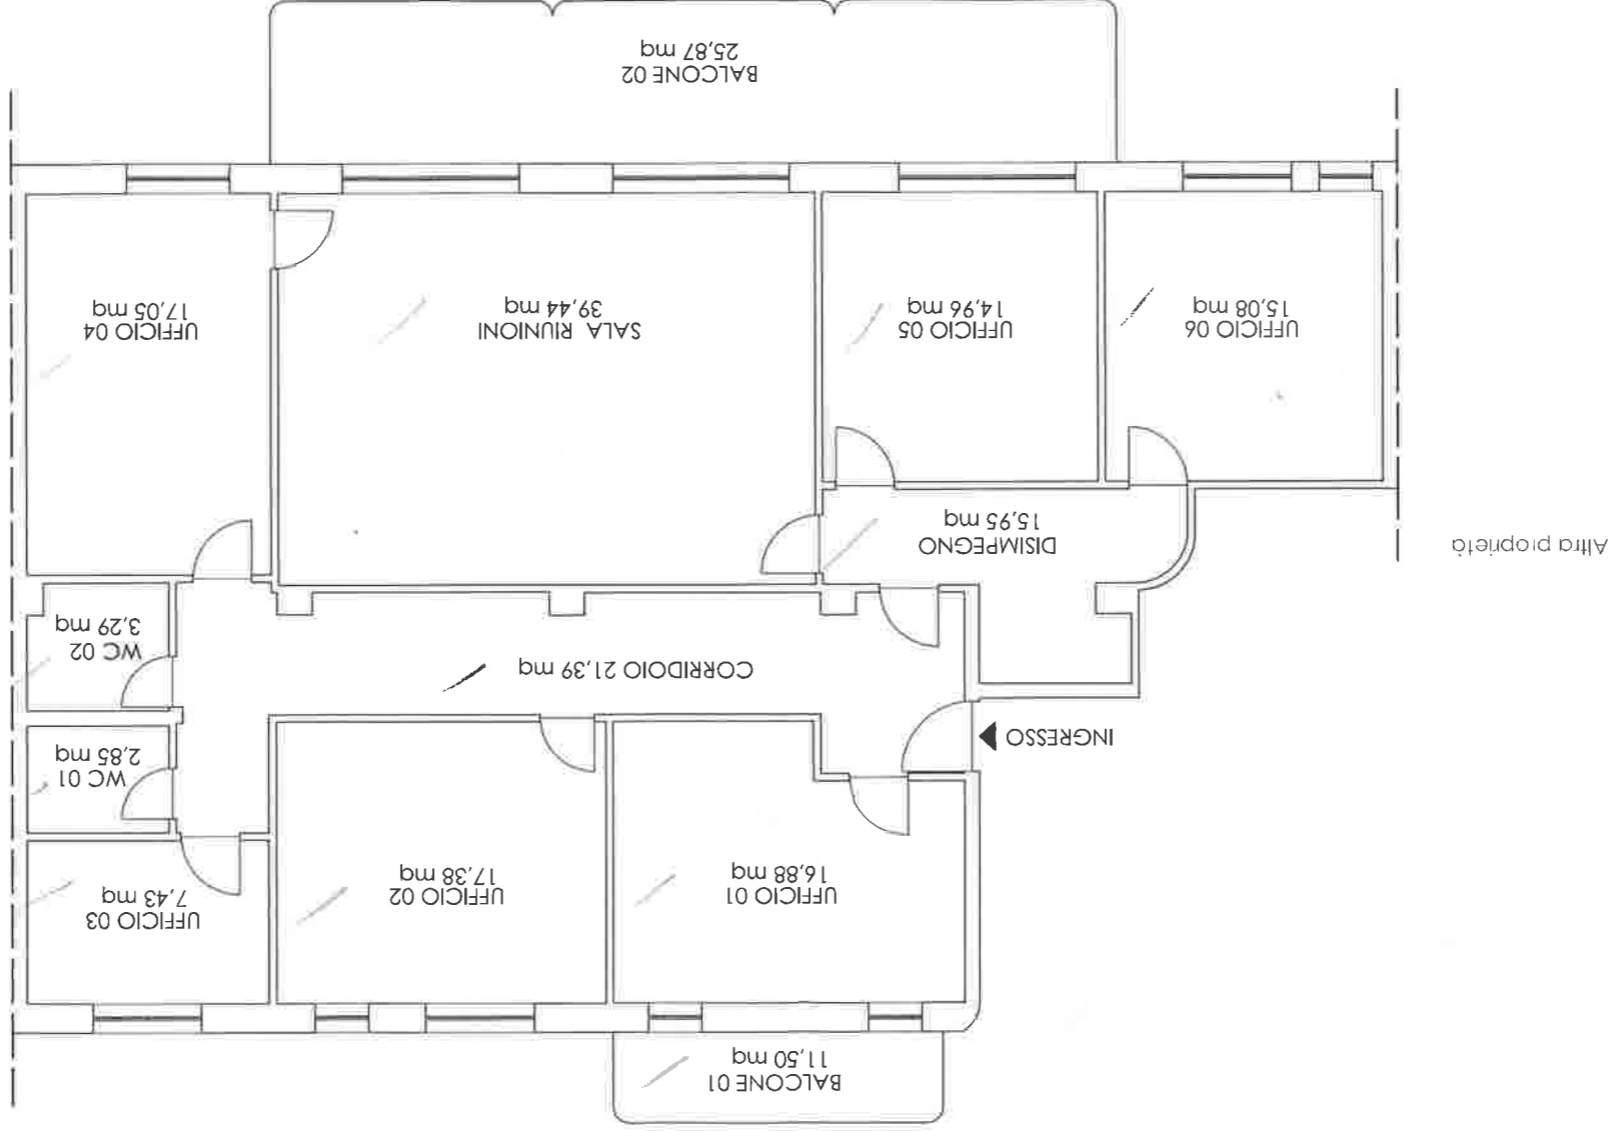 BALCONE 01
11,50 mq
UFFICIO 01
16,88 mq
UFFICIO 02
17,38 mq
UFFICIO 03
7,43 mq
INGRESSO
WC 01
2,85 mq
CORRIDOIO 21,39 mq
WC 02
3,29 mq
Altra proprietà
DISIMPEGNO
15,95 mq
UFFICIO 06
15,08 mq
UFFICIO 05
14,96 mq
SALA RIUNIONI
39,44 mq
UFFICIO 04
17,05 mq
BALCONE 02
25,87 mq